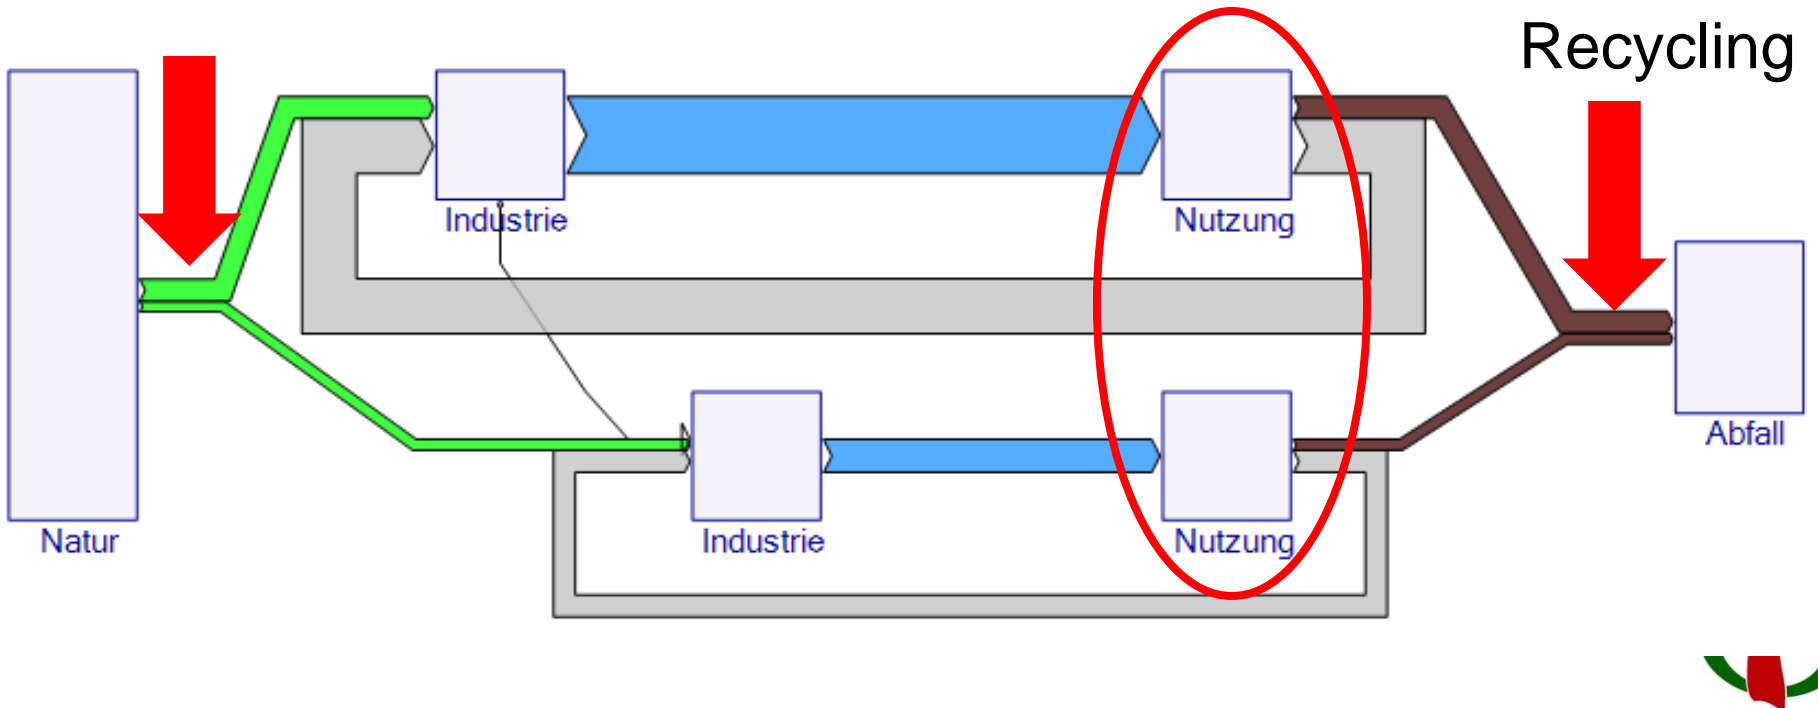 Recycling
Industrie
Nutzung
Abfall
Natur
Industrie
Nutzung